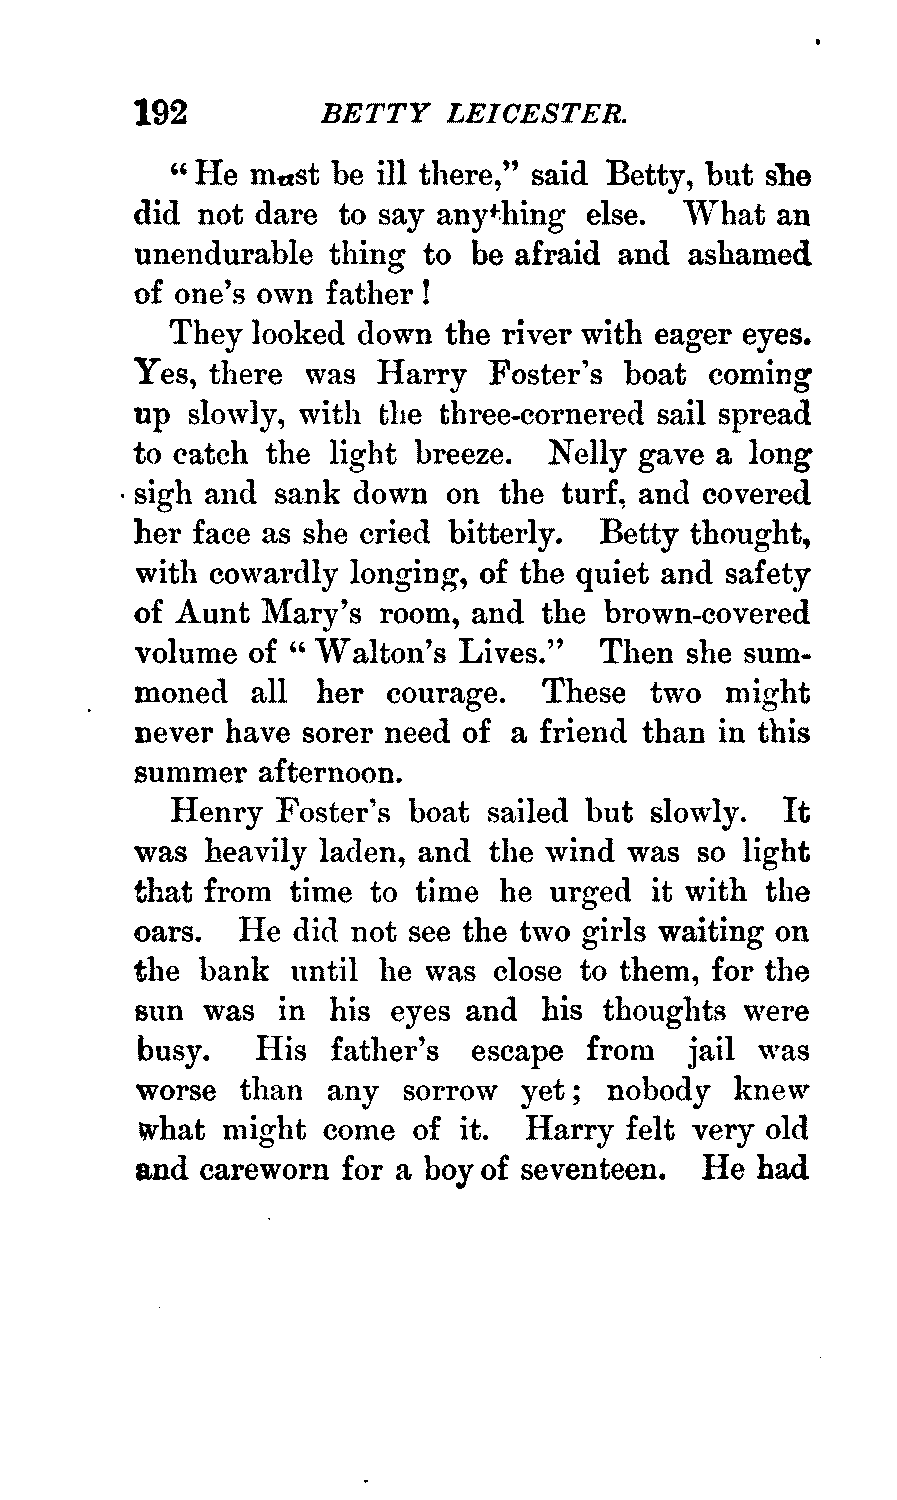 192 BETTY LEICESTER.
“ He must be ill there,” said Betty, but she
did not dare to say anything else. What an
unendurable thing to be afraid and ashamed
of one’s own father !
They looked down the river with eager eyes.
Yes, there was Harry Foster’s boat coming
up slowly, with the three-cornered sail spread
to catch the light breeze. Nelly gave a long
sigh and sank down on the turf, and covered
her face as she cried bitterly. Betty thought,
with cowardly longing, of the quiet and safety
of Aunt Mary’s room, and the brown-covered
volume of “ Walton’s Lives.” Then she sum-
moned all her courage. These two might
never have sorer need of a friend than in this
summer afternoon.
Henry Foster’s boat sailed but slowly. It
was heavily laden, and the wind was so light
that from time to time he urged it with the
oars. He did not see the two girls waiting on
the bank until he was close to them, for the
sun was in his eyes and his thoughts were
busy. His father’s escape from jail was
worse than any sorrow yet ; nobody knew
what might come of it. Harry felt very old
and careworn for a boy of seventeen. He had